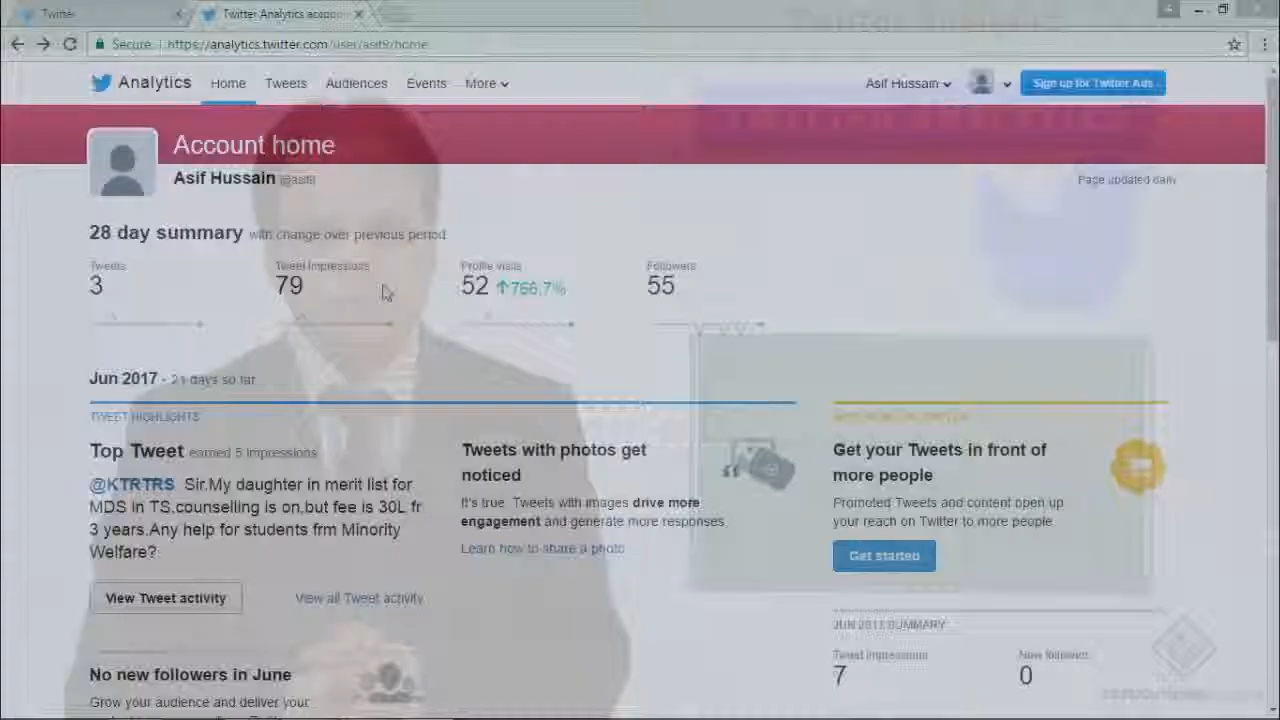 Twitter
Twitter Analytics accoun
Secure https://analytics.twitter.com/user/asif9/home
Analytics Home Tweets Audiences Events More
Asif Hussain
Sign up for Twitter Ads
Account home
Asif Hussain
Page updated daily
28 day summary with change over previous period
Tweets
3
Tweet impressions
79
Profile visits
52 ↑766.7%
Followers
55
Jun 2017 - 21 days so far
TWEET HIGHLIGHTS
Top Tweet earned 5 impressions
@KTRTRS Sir.My daughter in merit list for
MDS in TS,counselling is on,but fee is 30L fr
3 years.Any help for students frm Minority
Welfare?
View Tweet activity
View all Tweet activity
Tweets with photos get
noticed
It's true. Tweets with images drive more
engagement and generate more responses.
Learn how to share a photo
Get your Tweets in front of
more people
Promoted Tweets and content open up
your reach on Twitter to more people.
Get started
No new followers in June
Grow your audience and deliver your
JUN 2017 SUMMARY
Tweet impressions
7
New followers
0